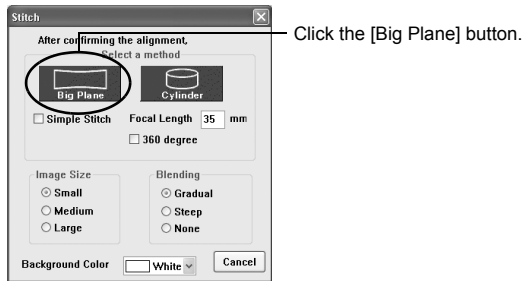 Stitch
After confirming the alignment,
Select a method
Big Plane Cylinder
Simple Stitch Focal Length 35 mm
360 degree
Image Size Blending
Small Gradual
Medium Steep
Large None
Background Color White Cancel
Click the [Big Plane] button.